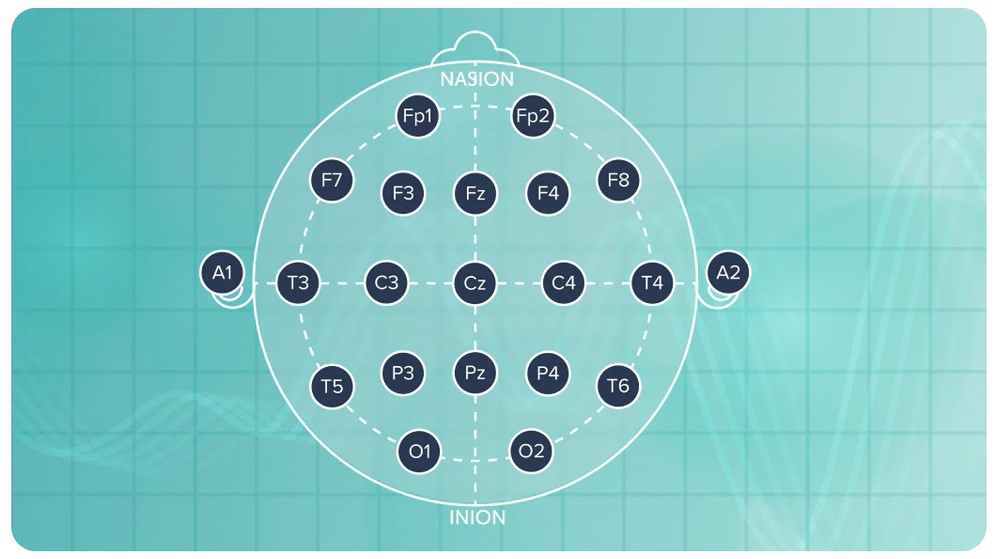 NASION
Fp1 Fp2
F7 F3 Fz F4 F8
A1 T3 C3 Cz C4 T4 A2
T5 P3 Pz P4 T6
O1 O2
INION